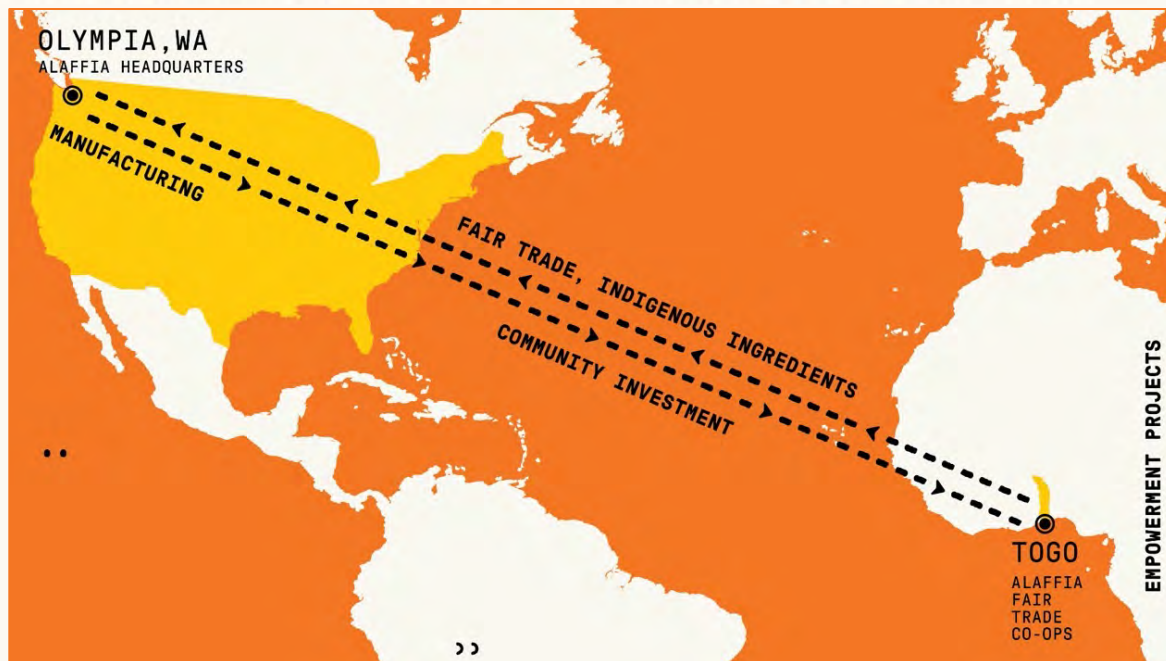 OLYMPIA,WA
ALAFFIA HEADQUARTERS
MANUFACTURING
FAIR TRADE, INDIGENOUS INGREDIENTS
COMMUNITY INVESTMENT
TOGO
ALAFFIA
FAIR
TRADE
CO-OPS
EMPOWERMENT PROJECTS